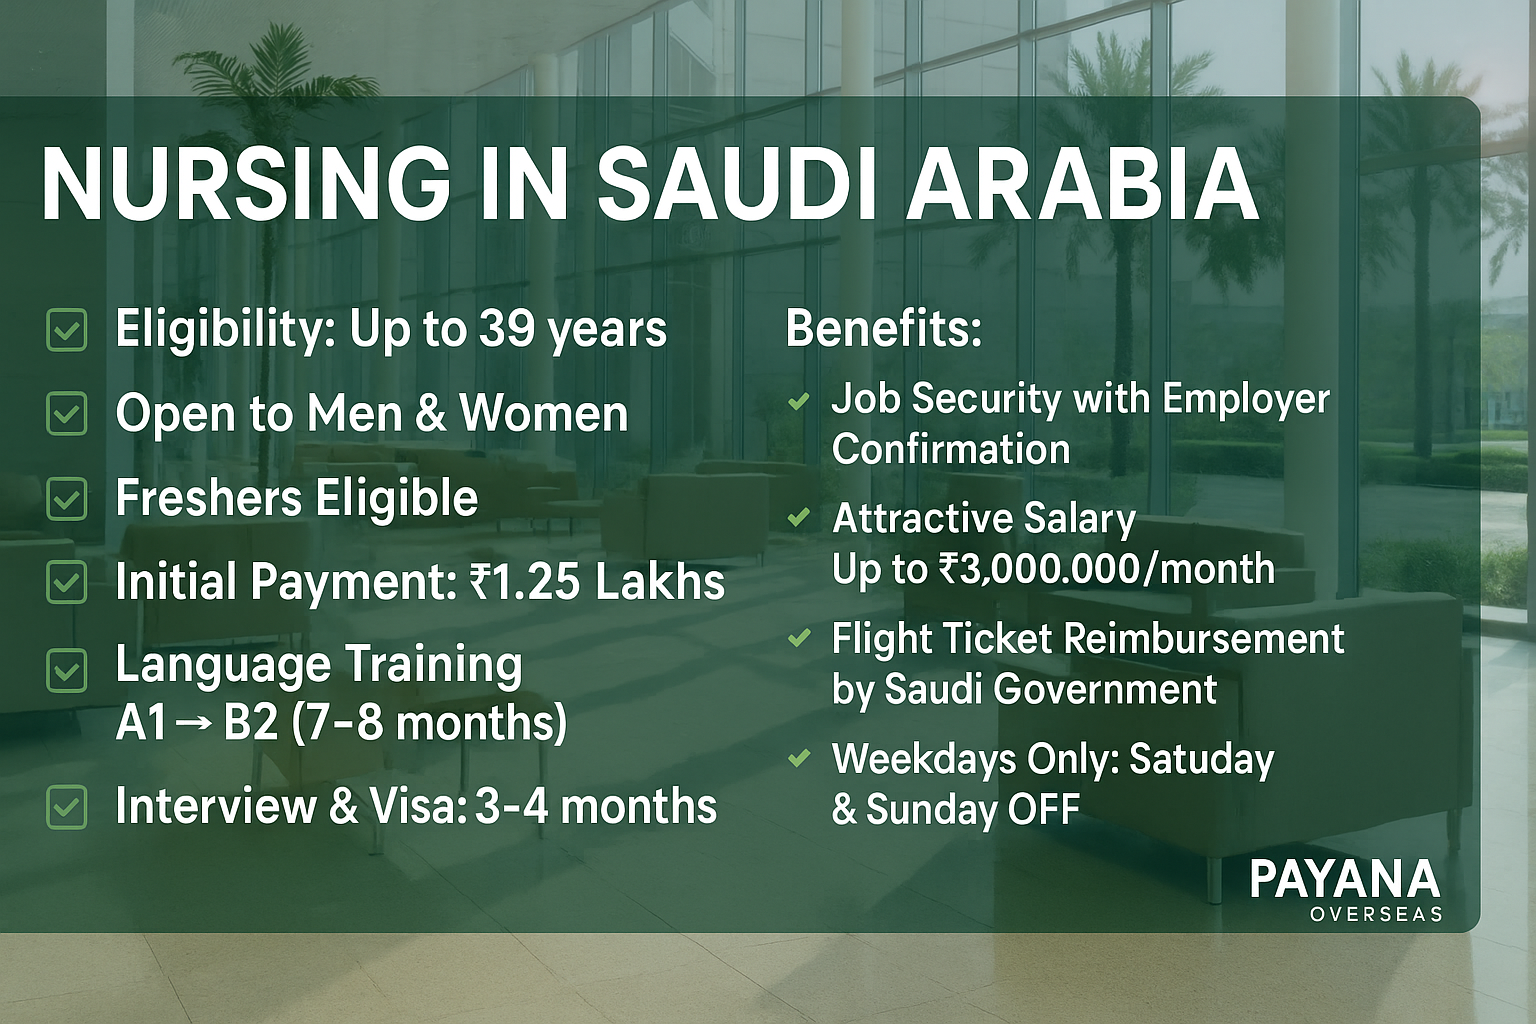 NURSING IN SAUDI ARABIA
Eligibility: Up to 39 years
Open to Men & Women
Freshers Eligible
Initial Payment: ₹1.25 Lakhs
Language Training
A1→ B2 (7–8 months)
Interview & Visa: 3-4 months
Benefits:
Job Security with Employer
Confirmation
Attractive Salary
Up to ₹3,000.000/month
Flight Ticket Reimbursement
by Saudi Government
Weekdays Only: Satuday
& Sunday OFF
PAYANA
OVERSEAS